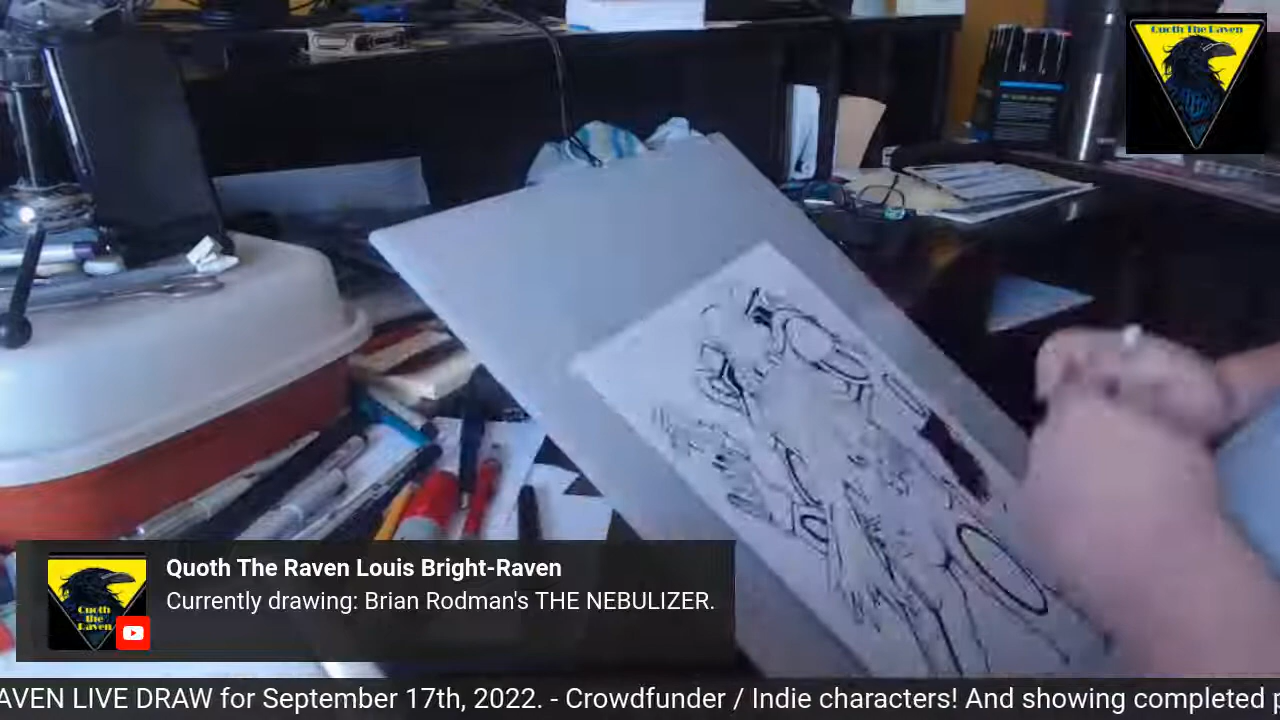 Quoth The Raven
Quoth The Raven Louis Bright-Raven
Currently drawing: Brian Rodman's THE NEBULIZER.
Quoth
the
Raven
AVEN LIVE DRAW for September 17th, 2022. - Crowdfunder / Indie characters! And showing completed p